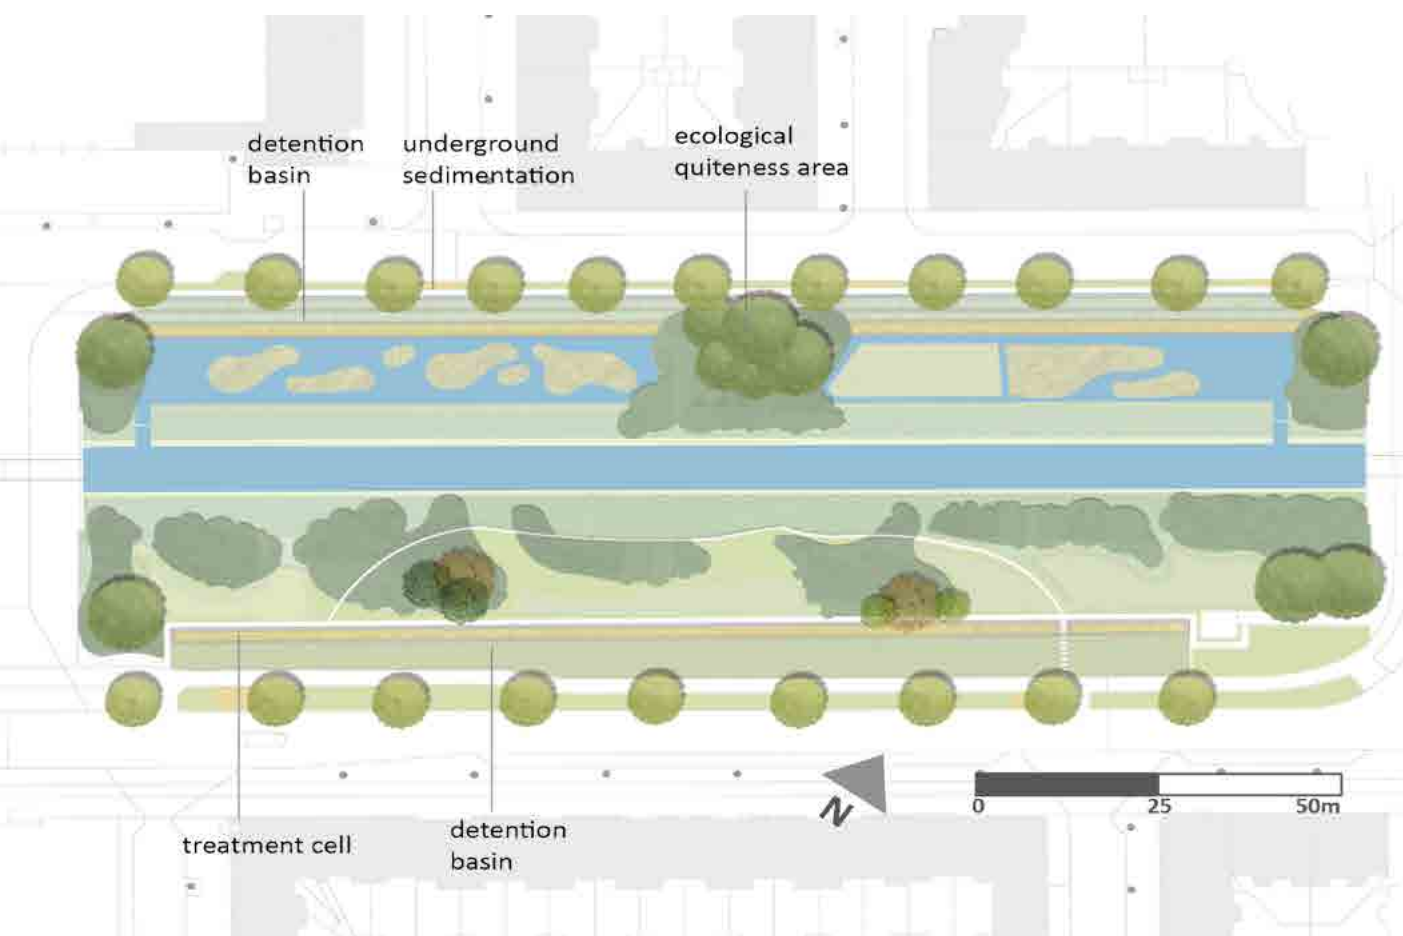 detention
basin
underground
sedimentation
ecological
quiteness area
treatment cell
detention
basin
N
0 25 50m